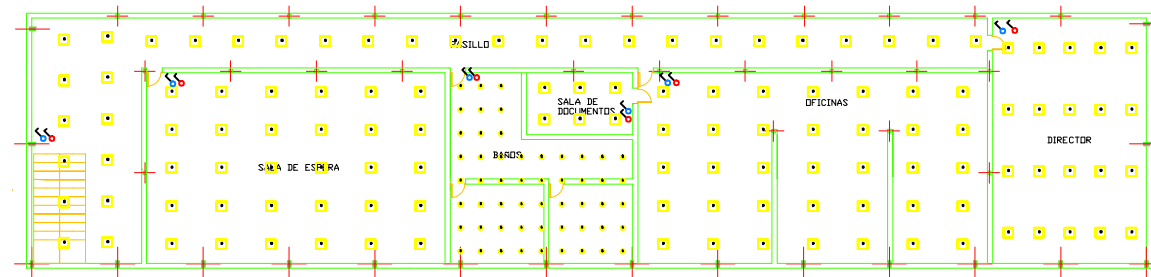 PASILLO
SALA DE
DOCUMENTOS
OFICINAS
DIRECTOR
BAÑOS
SALA DE ESPERA